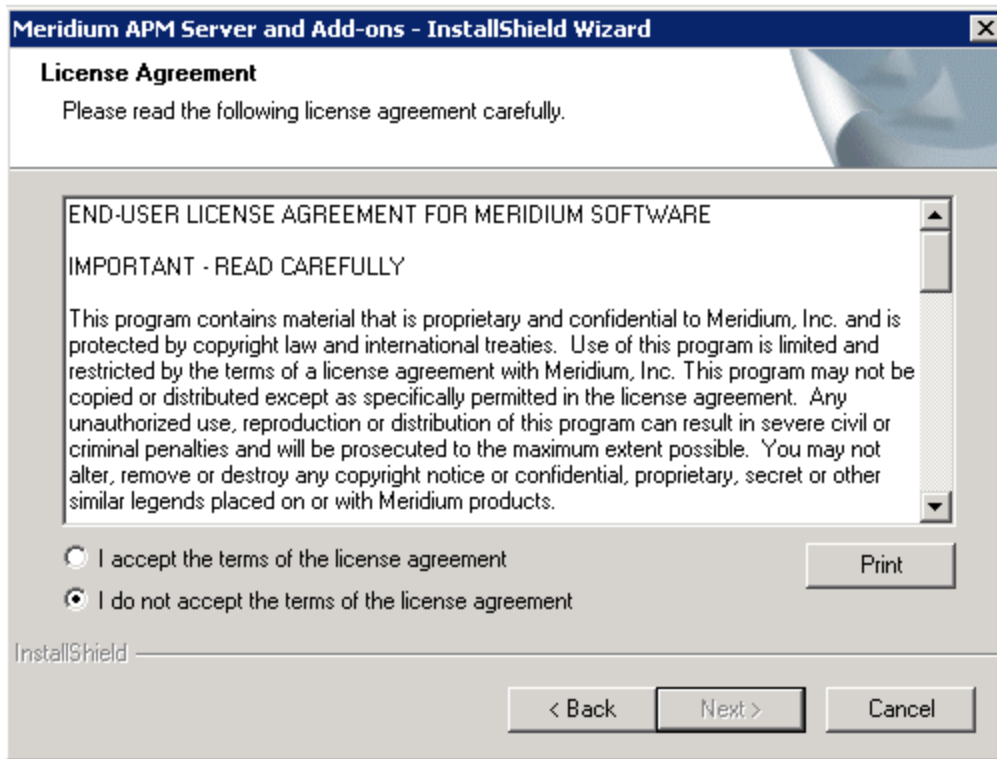 Meridium APM Server and Add-ons - InstallShield Wizard
License Agreement
Please read the following license agreement carefully.
END-USER LICENSE AGREEMENT FOR MERIDIUM SOFTWARE
IMPORTANT - READ CAREFULLY
This program contains material that is proprietary and confidential to Meridium, Inc. and is
protected by copyright law and international treaties.  Use of this program is limited and
restricted by the terms of a license agreement with Meridium, Inc. This program may not be
copied or distributed except as specifically permitted in the license agreement.  Any
unauthorized use, reproduction or distribution of this program can result in severe civil or
criminal penalties and will be prosecuted to the maximum extent possible.  You may not
alter, remove or destroy any copyright notice or confidential, proprietary, secret or other
similar legends placed on or with Meridium products.
I accept the terms of the license agreement
Print
I do not accept the terms of the license agreement
InstallShield
< Back
Next >
Cancel